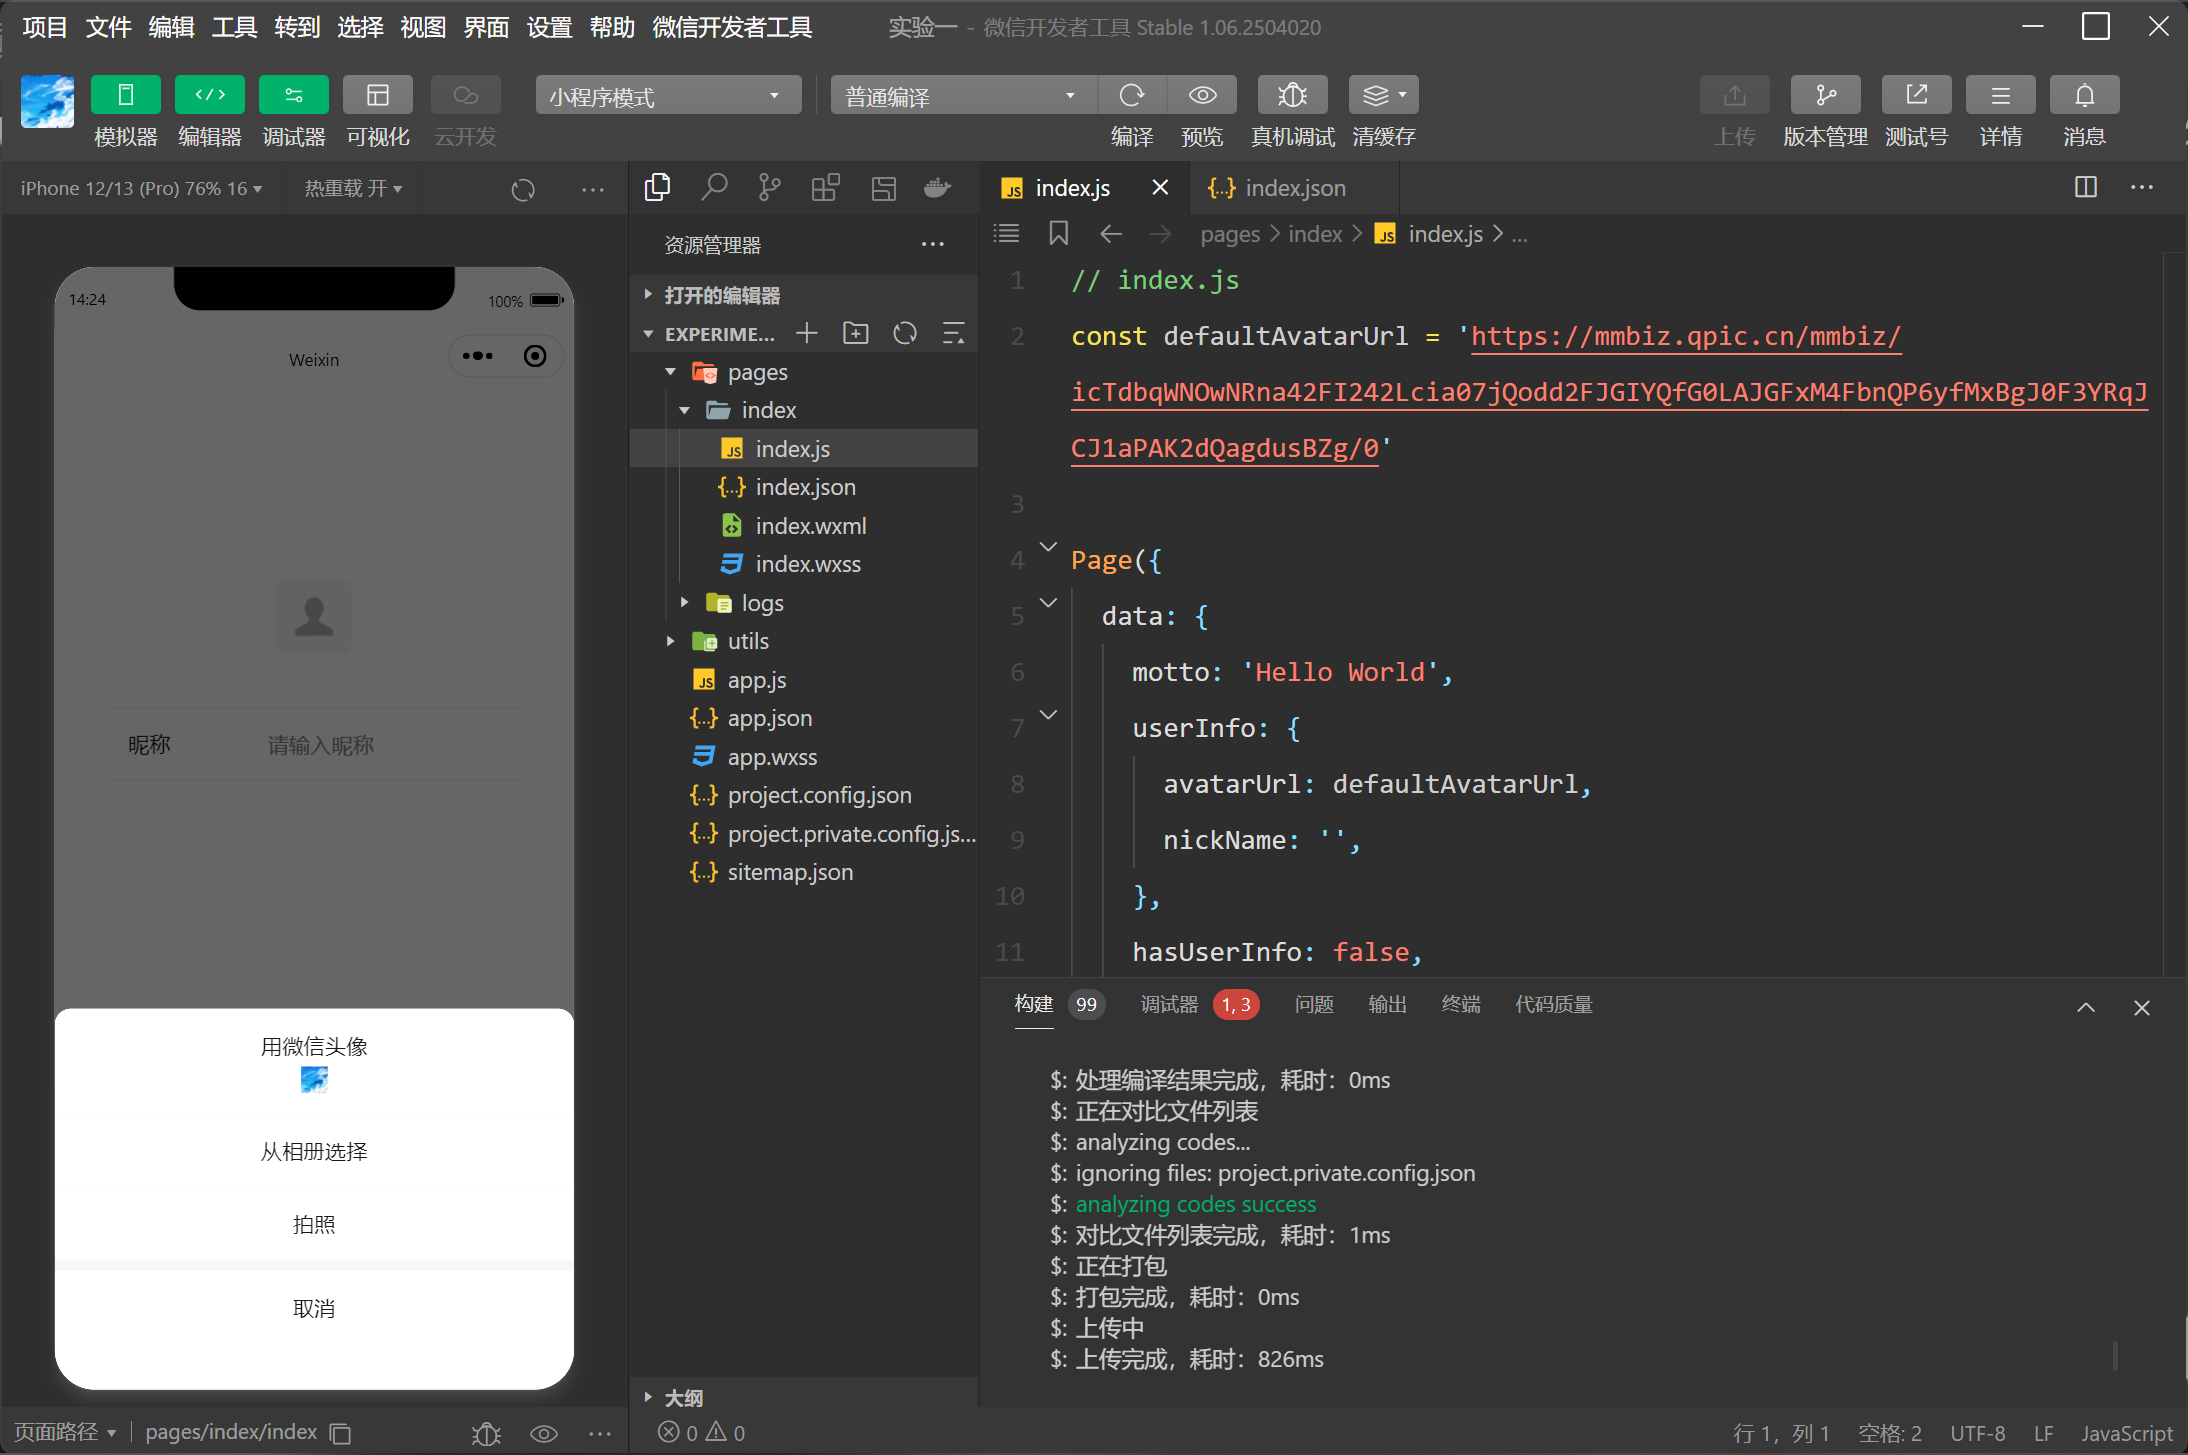 项目 文件 编辑 工具 转到 选择 视图 界面 设置 帮助 微信开发者工具 实验一 - 微信开发者工具 Stable 1.06.2504020
小程序模式 普通编译
模拟器 编辑器 调试器 可视化 云开发 编译 预览 真机调试 清缓存 上传 版本管理 测试号 详情 消息
iPhone 12/13 (Pro) 76% 16 热重载 开
14:24 100%
Weixin
昵称 请输入昵称
用微信头像
从相册选择
拍照
取消
页面路径 pages/index/index
资源管理器
打开的编辑器
EXPERIME...
pages
index
index.js
index.json
index.wxml
index.wxss
logs
utils
app.js
app.json
app.wxss
project.config.json
project.private.config.js...
sitemap.json
大纲
0 0
index.js index.json
pages > index > JS index.js > ...
1 // index.js
2 const defaultAvatarUrl = 'https://mmbiz.qpic.cn/mmbiz/
icTdbqWNOwNRna42FI242Lcia07jQodd2FJGIYQfG0LAJGFxM4FbnQP6yfMxBgJ0F3YRqJ
CJ1aPAK2dQagdusBZg/0'
3
4 Page({
5 data: {
6 motto: 'Hello World',
7 userInfo: {
8 avatarUrl: defaultAvatarUrl,
9 nickName: '',
10 },
11 hasUserInfo: false,
构建 99 调试器 1, 3 问题 输出 终端 代码质量
$: 处理编译结果完成，耗时：0ms
$: 正在对比文件列表
$: analyzing codes...
$: ignoring files: project.private.config.json
$: analyzing codes success
$: 对比文件列表完成，耗时：1ms
$: 正在打包
$: 打包完成，耗时：0ms
$: 上传中
$: 上传完成，耗时：826ms
行 1，列 1 空格: 2 UTF-8 LF JavaScript